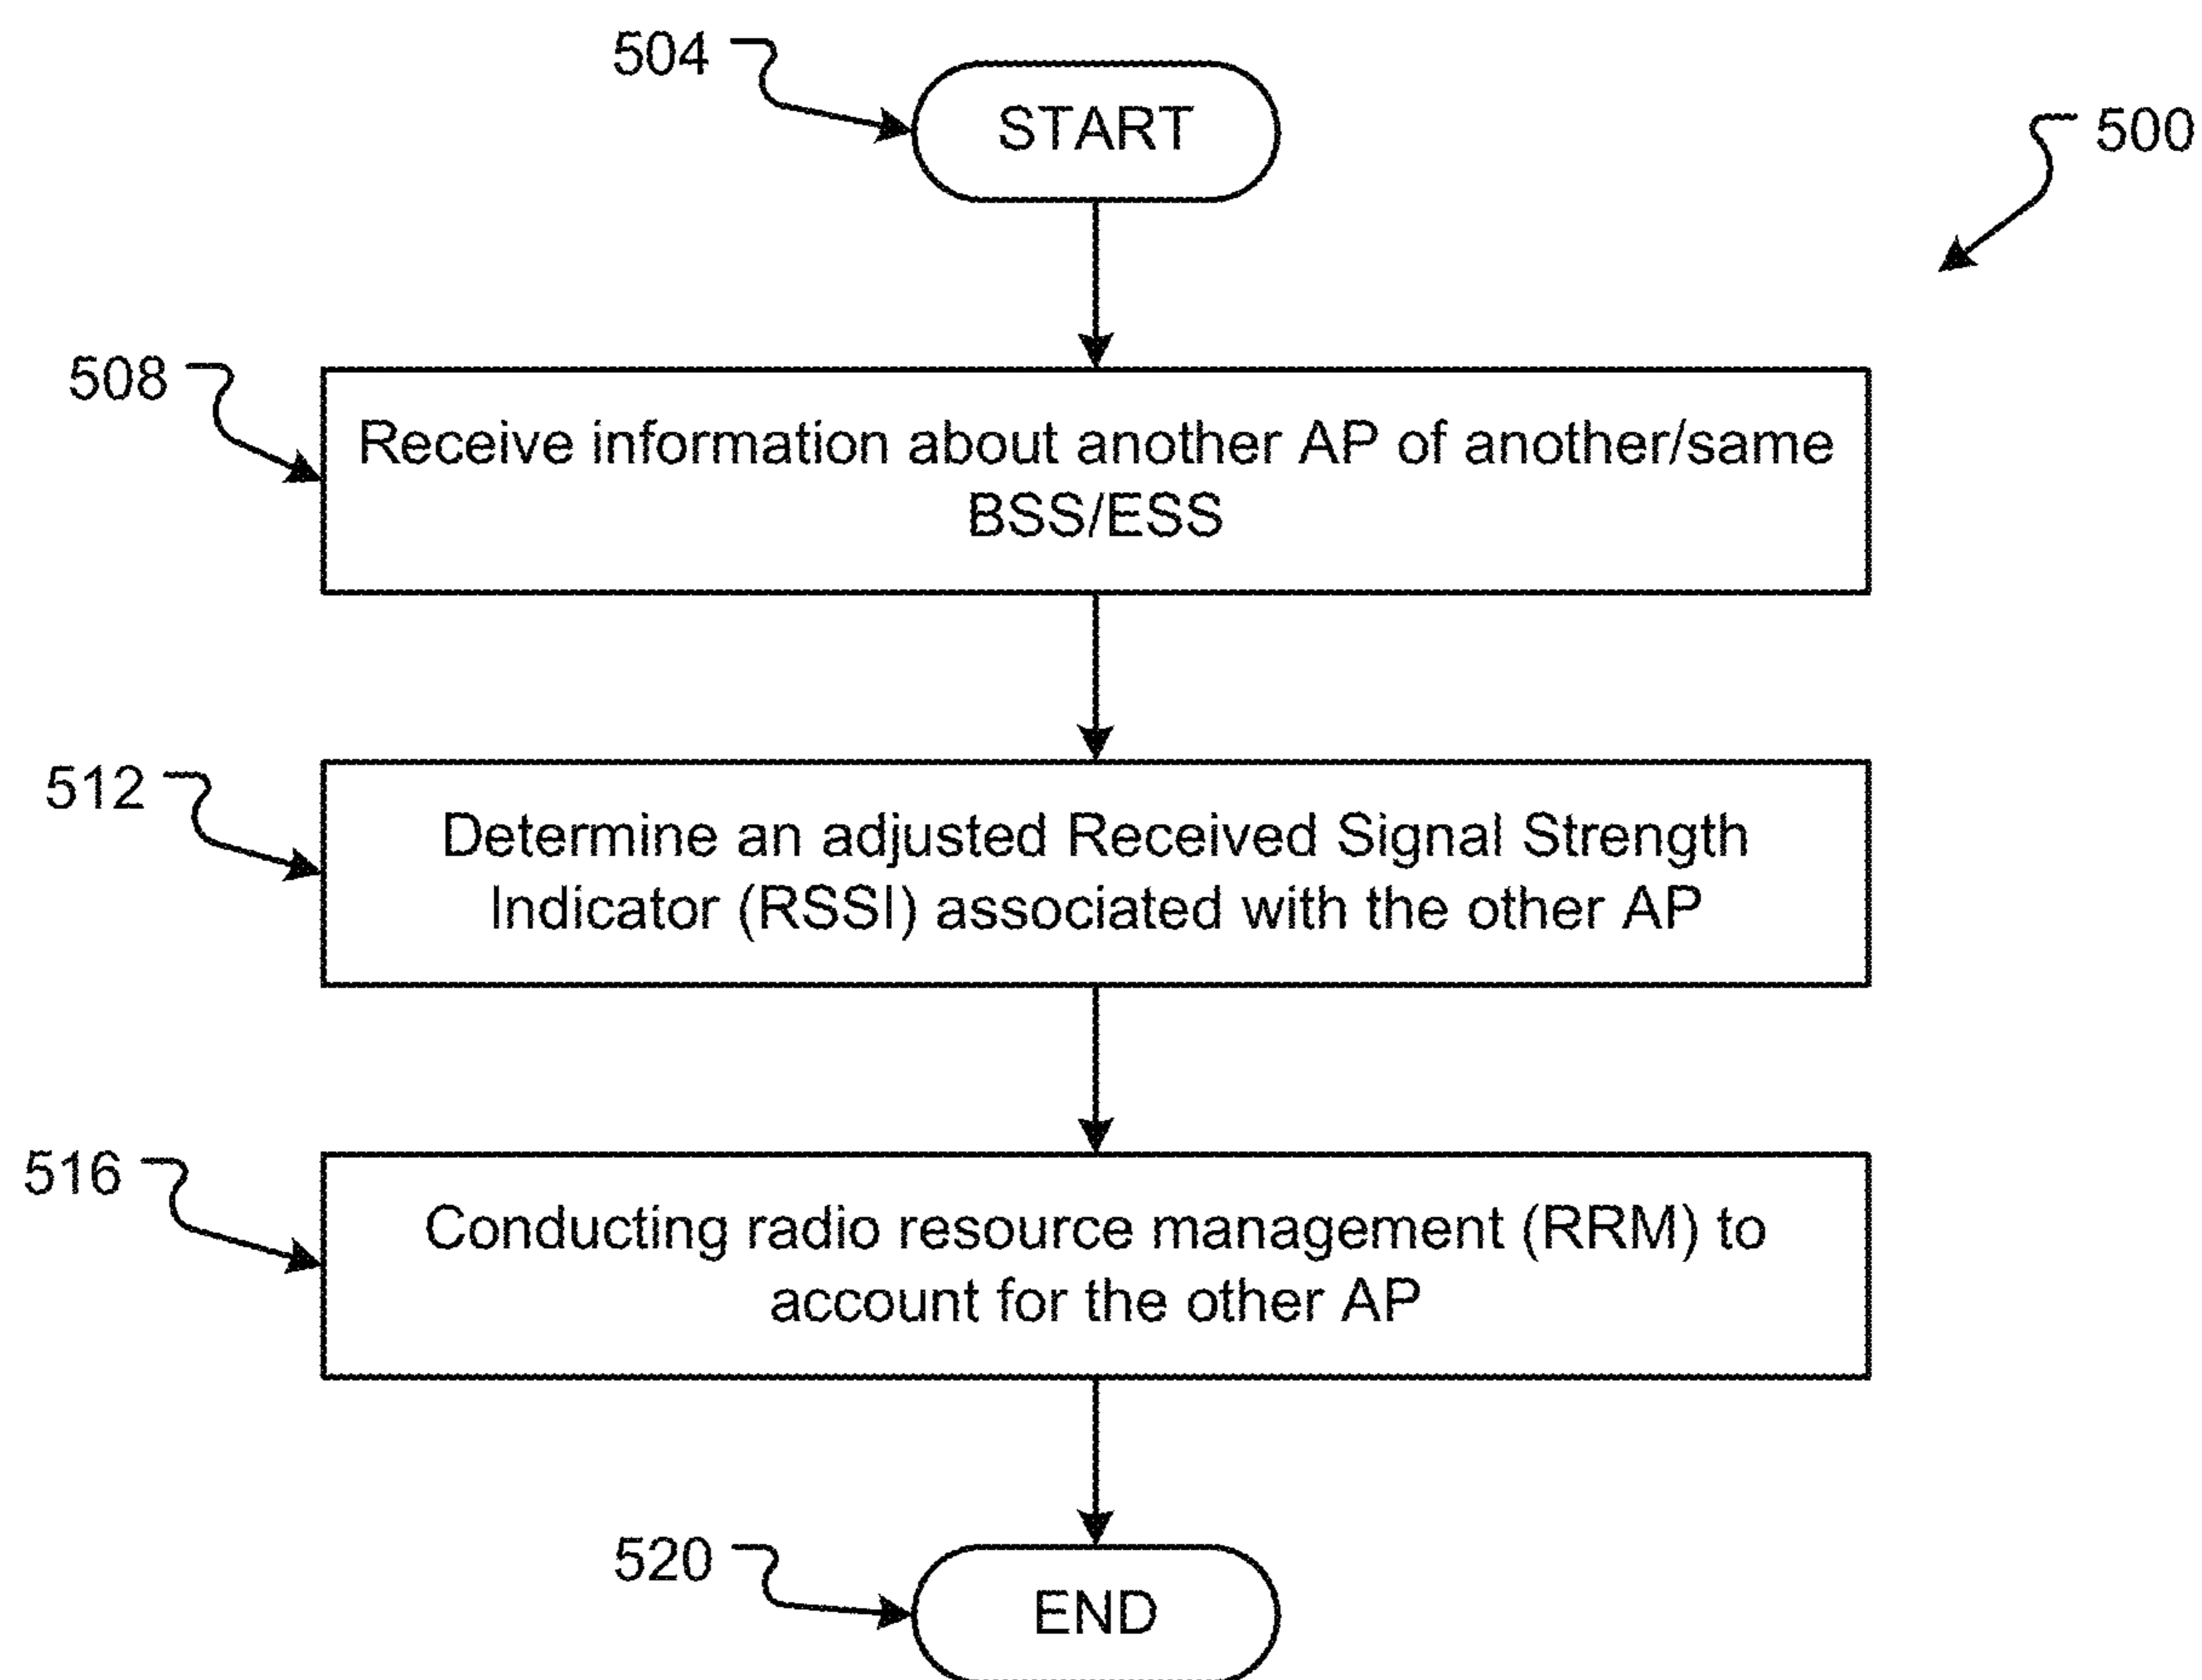 504
START
500
508
Receive information about another AP of another/same
BSS/ESS
512
Determine an adjusted Received Signal Strength
Indicator (RSSI) associated with the other AP
516
Conducting radio resource management (RRM) to
account for the other AP
520
END